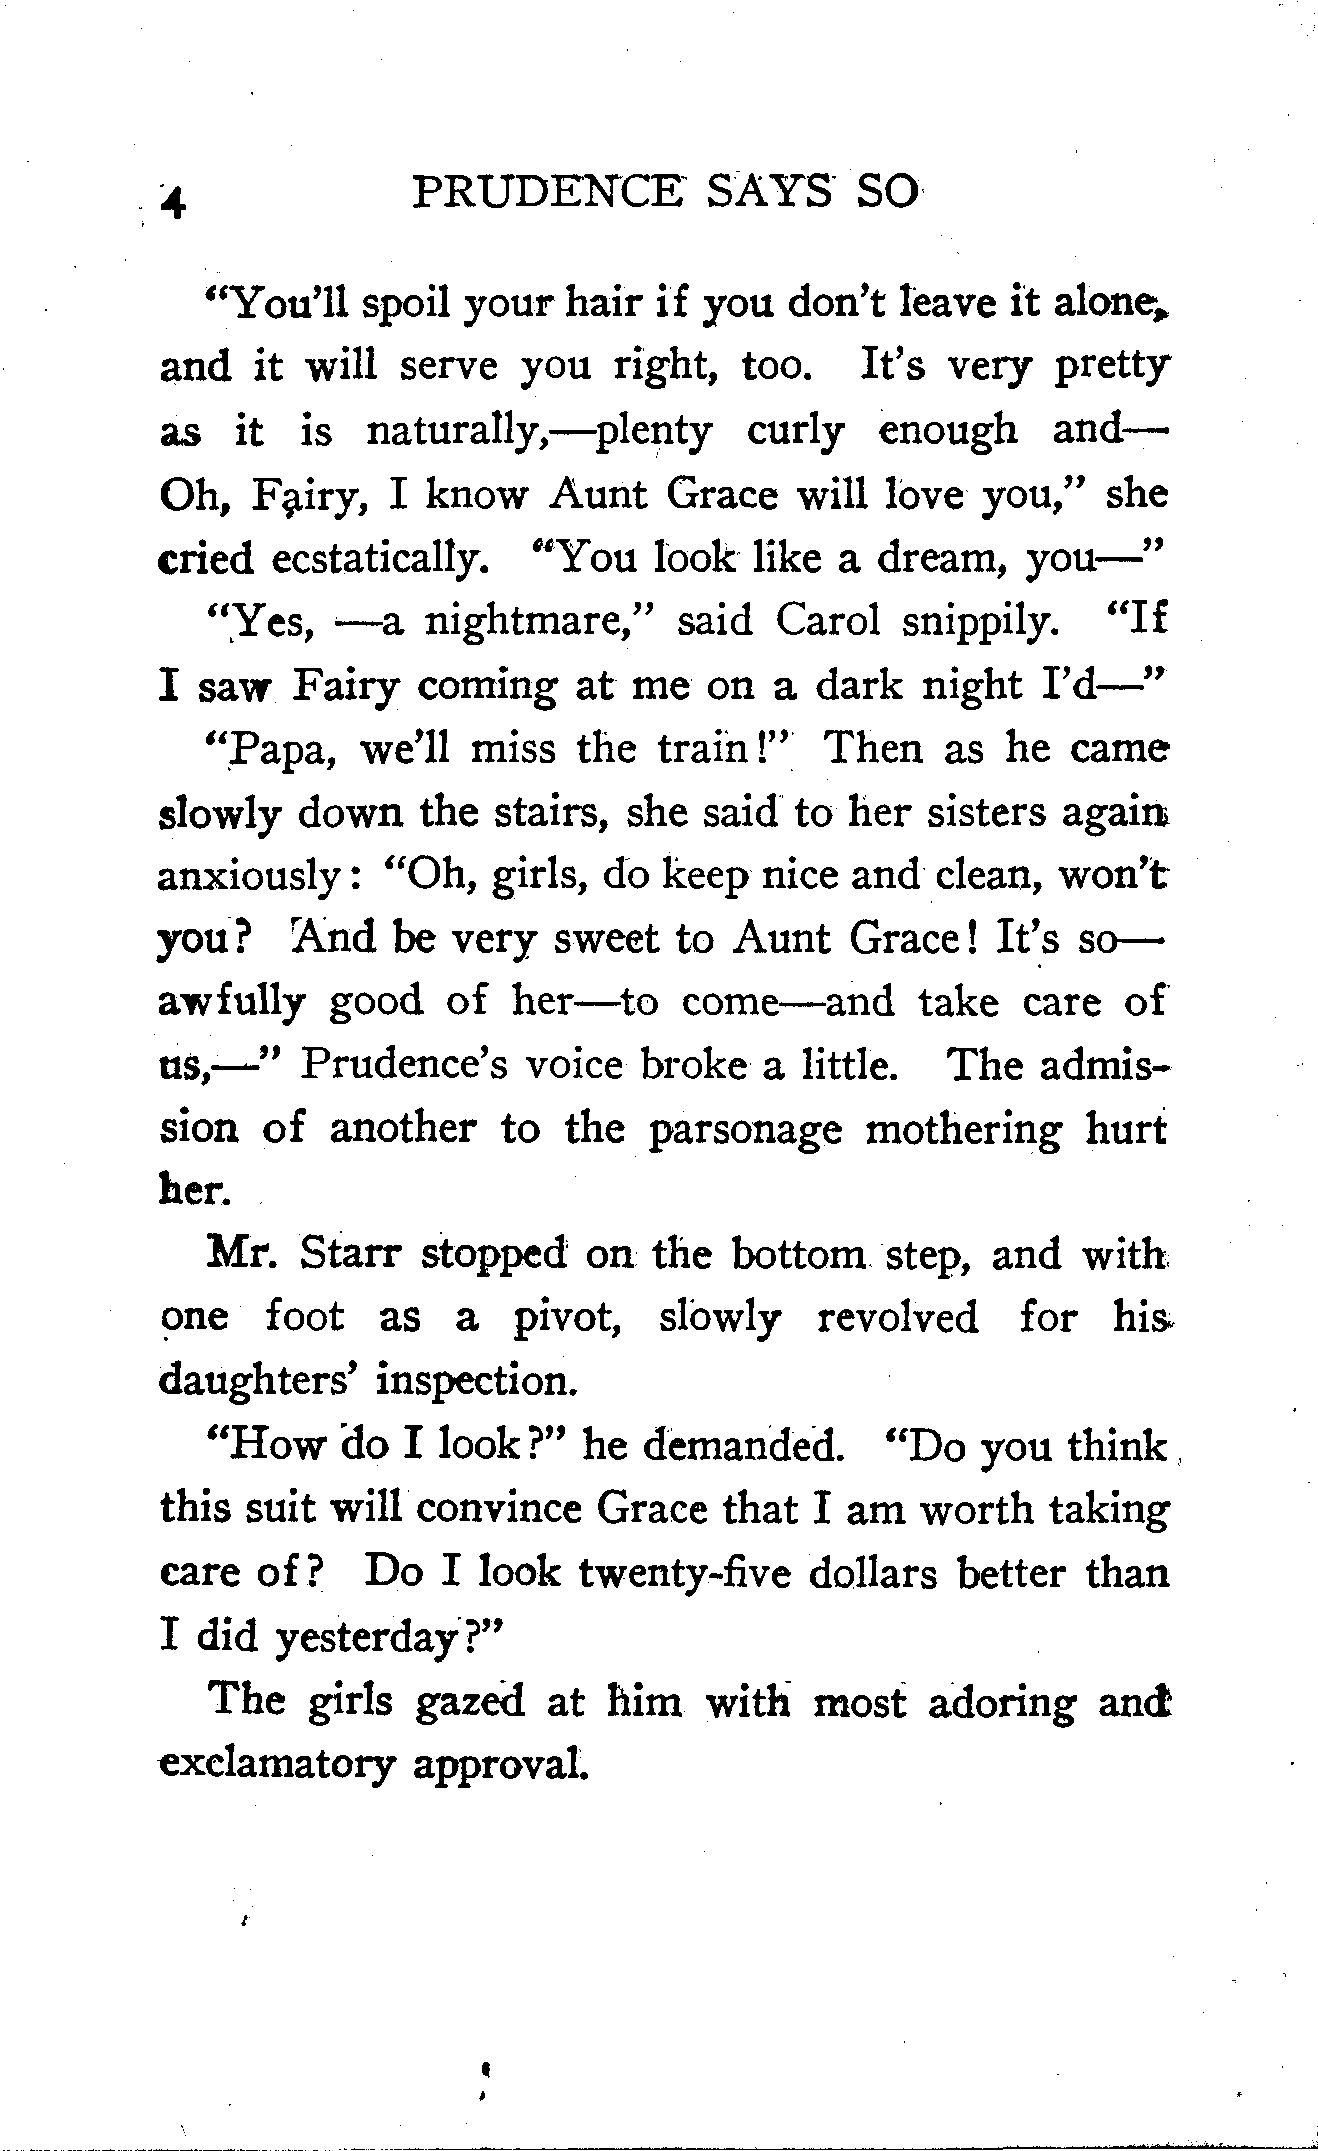 4 PRUDENCE SAYS SO
“You’ll spoil your hair if you don’t leave it alone,
and it will serve you right, too. It’s very pretty
as it is naturally,—plenty curly enough and—
Oh, Fairy, I know Aunt Grace will love you,” she
cried ecstatically. “You look like a dream, you—”
“Yes, —a nightmare,” said Carol snippily. “If
I saw Fairy coming at me on a dark night I’d—”
“Papa, we’ll miss the train!” Then as he came
slowly down the stairs, she said to her sisters again
anxiously: “Oh, girls, do keep nice and clean, won’t
you? And be very sweet to Aunt Grace! It’s so—
awfully good of her—to come—and take care of
us,—” Prudence’s voice broke a little. The admis-
sion of another to the parsonage mothering hurt
her.
Mr. Starr stopped on the bottom step, and with
one foot as a pivot, slowly revolved for his
daughters’ inspection.
“How do I look?” he demanded. “Do you think
this suit will convince Grace that I am worth taking
care of? Do I look twenty-five dollars better than
I did yesterday?”
The girls gazed at him with most adoring and
exclamatory approval.